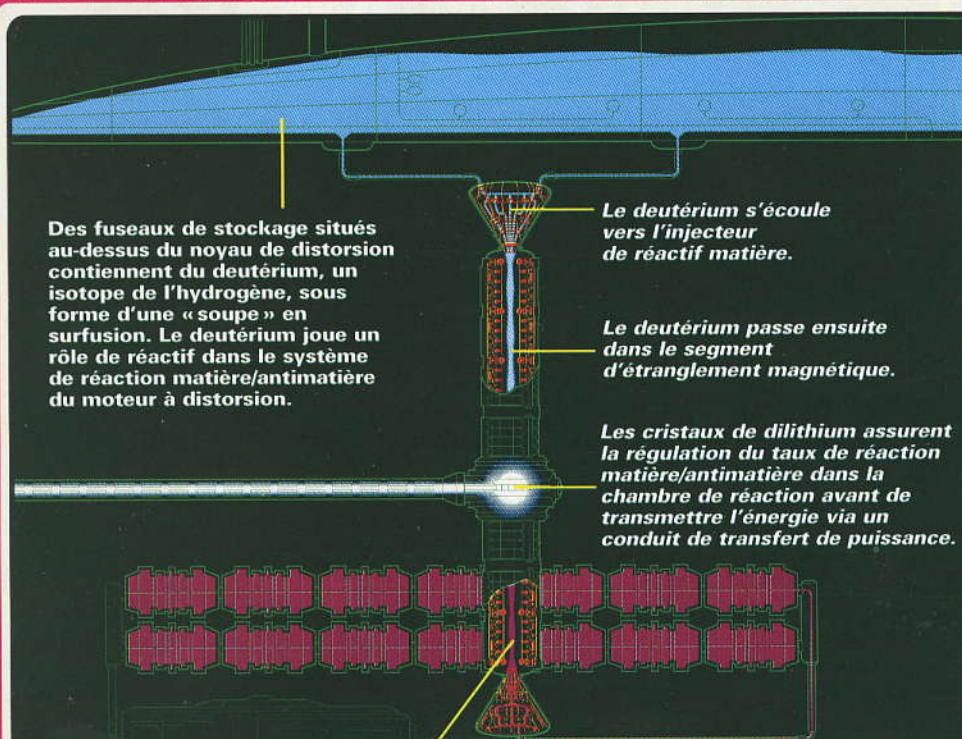 Des fuseaux de stockage situés
au-dessus du noyau de distorsion
contiennent du deutérium, un
isotope de l'hydrogène, sous
forme d'une « soupe » en
surfusion. Le deutérium joue un
rôle de réactif dans le système
de réaction matière/antimatière
du moteur à distorsion.
Le deutérium s'écoule
vers l'injecteur
de réactif matière.
Le deutérium passe ensuite
dans le segment
d'étranglement magnétique.
Les cristaux de dilithium assurent
la régulation du taux de réaction
matière/antimatière dans la
chambre de réaction avant de
transmettre l'énergie via un
conduit de transfert de puissance.